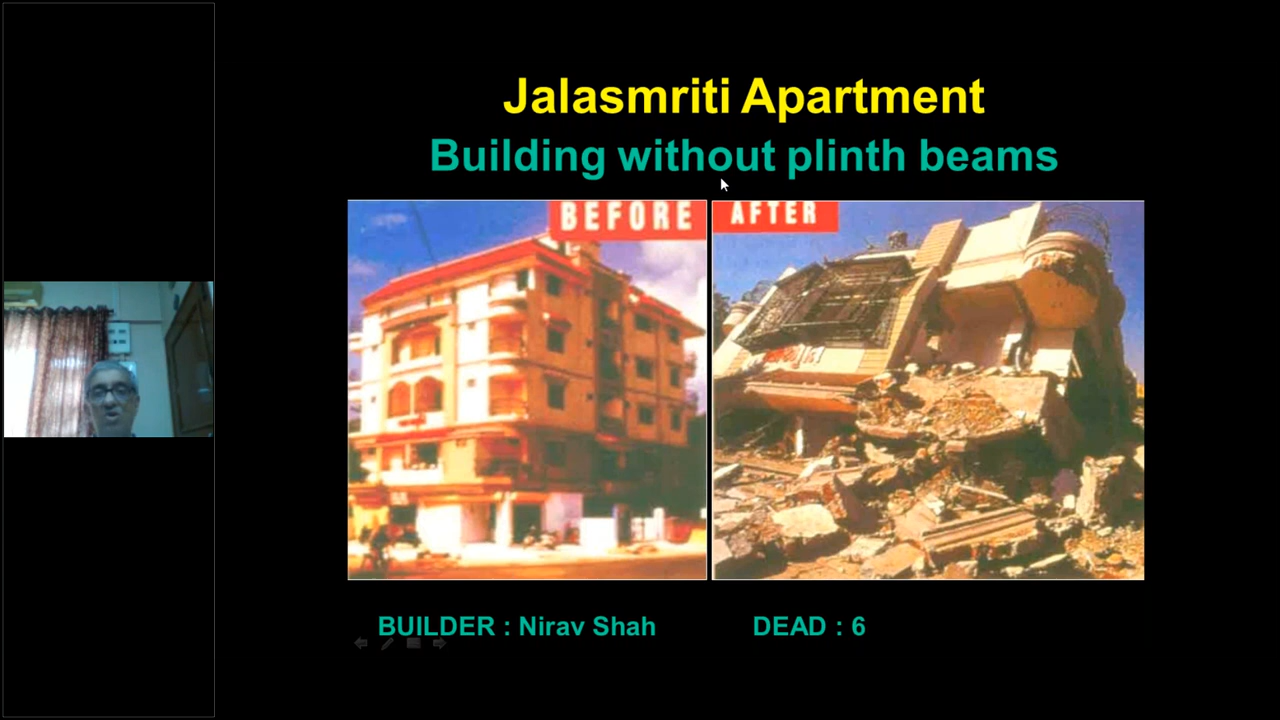 Jalasmriti Apartment
Building without plinth beams
BEFORE
AFTER
BUILDER : Nirav Shah
DEAD : 6